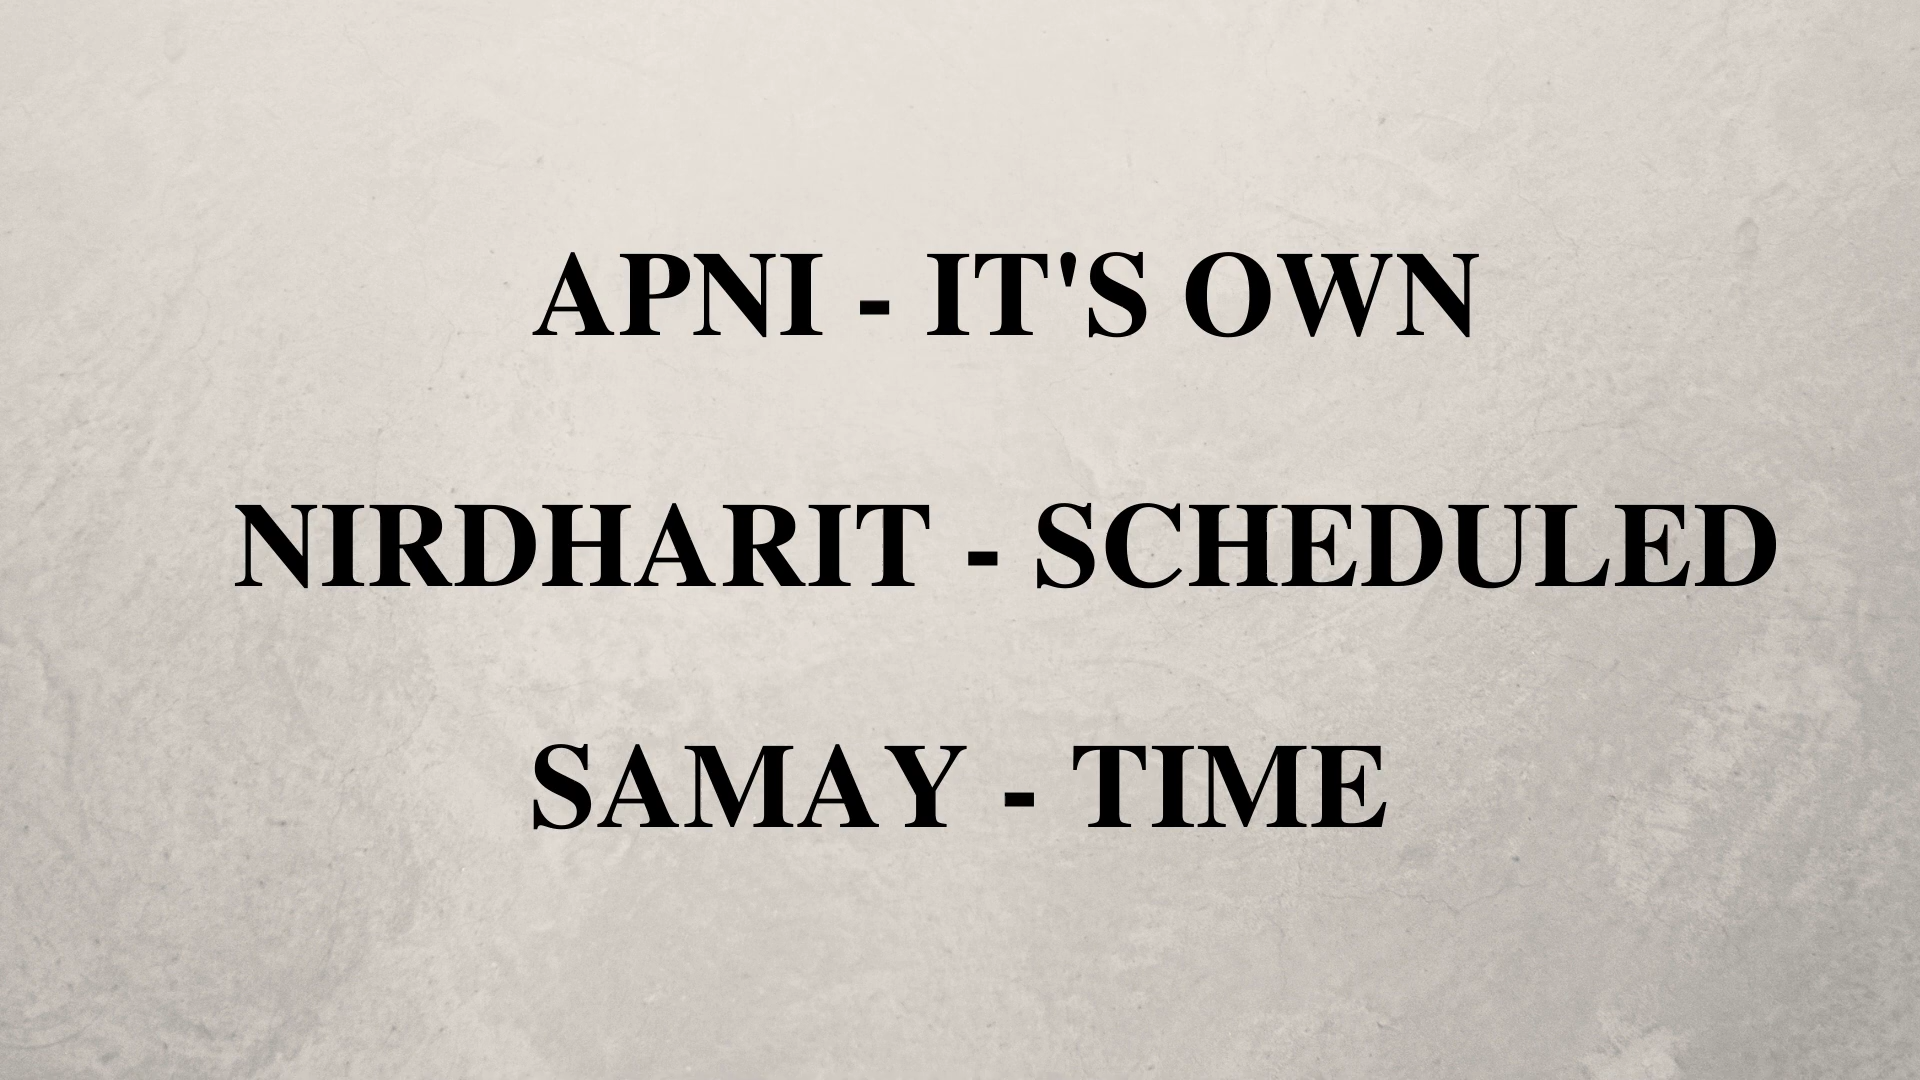 APNI - IT'S OWN
NIRDHARIT - SCHEDULED
SAMAY - TIME